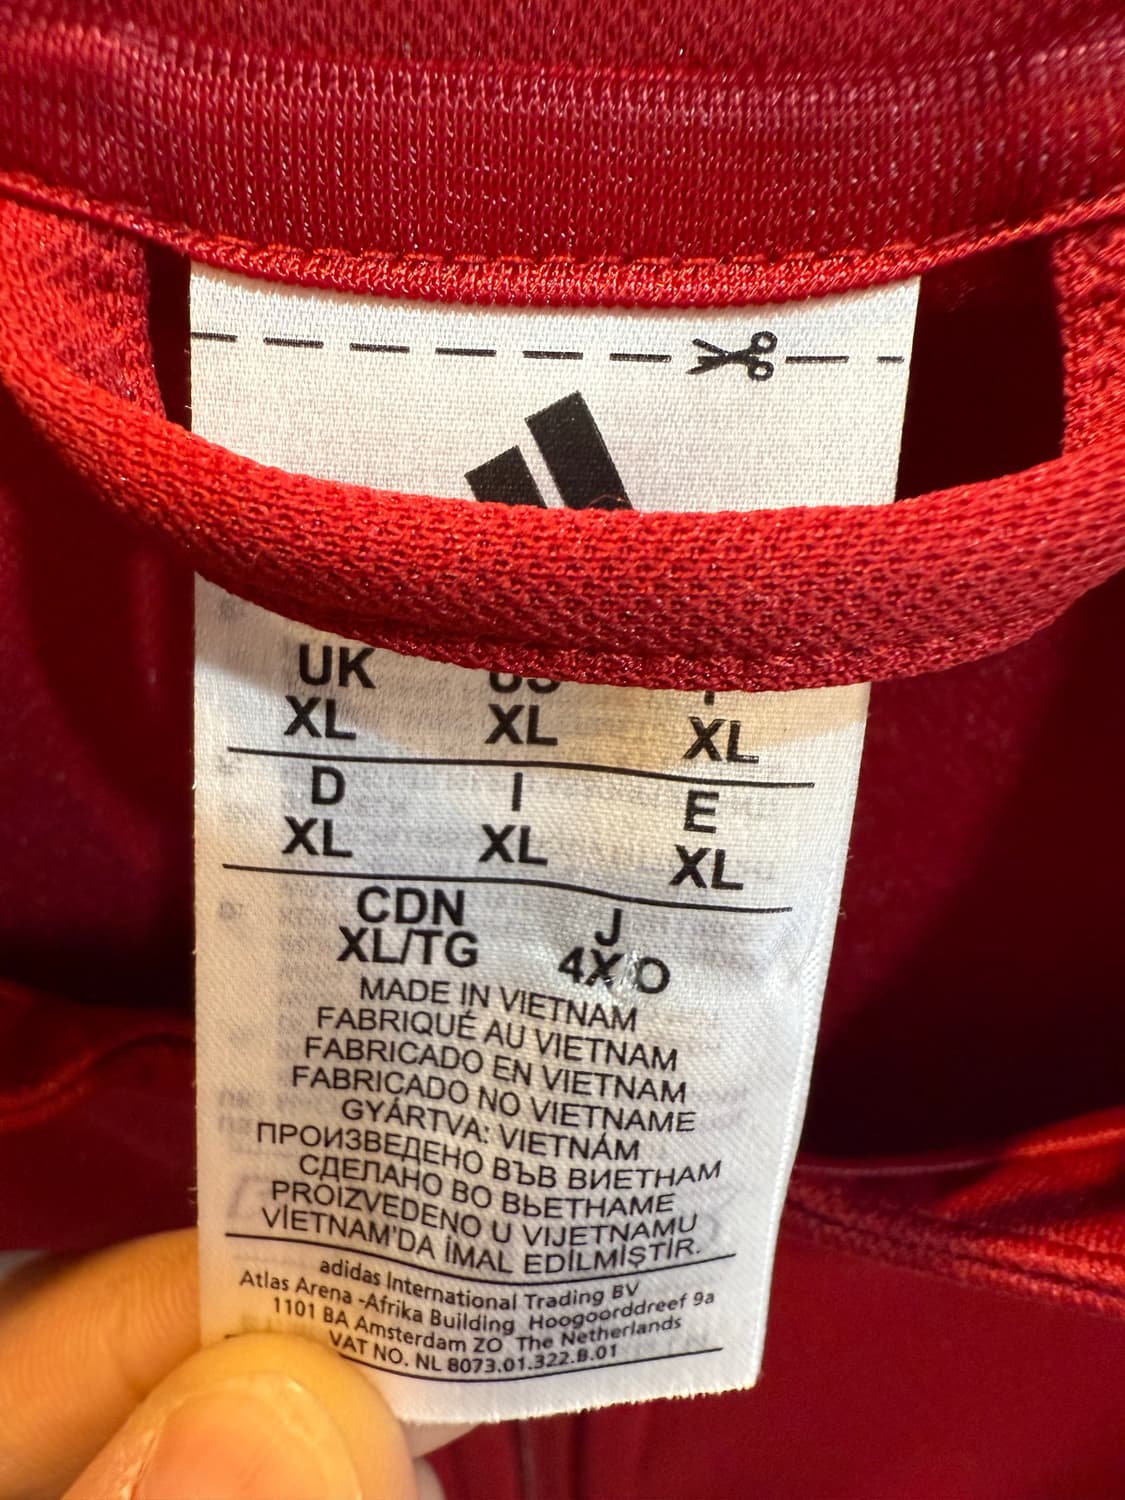 UK US F
XL XL XL
D I E
XL XL XL
CDN J
XL/TG 4X/O
MADE IN VIETNAM
FABRIQUÉ AU VIETNAM
FABRICADO EN VIETNAM
FABRICADO NO VIETNAME
GYÁRTVA: VIETNÁM
ПРОИЗВЕДЕНО ВЪВ ВИЕТНАМ
СДЕЛАНО ВО ВЬЕТНАМЕ
PROIZVEDENO U VIJETNAMU
VİETNAM'DA İMAL EDİLMİŞTİR.
adidas International Trading BV
Atlas Arena -Afrika Building Hoogoorddreef 9a
1101 BA Amsterdam ZO The Netherlands
VAT NO. NL 8073.01.322.B.01